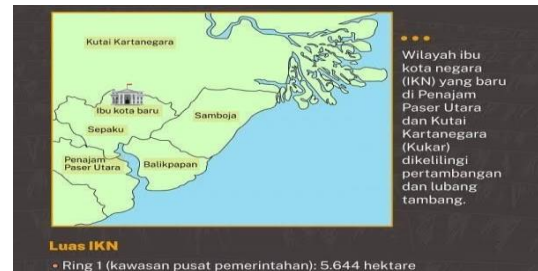 Kutai Kartanegara
Ibu kota baru
Sepaku
Samboja
Penajam
Paser Utara
Balikpapan
Wilayah ibu
kota negara
(IKN) yang baru
di Penajam
Paser Utara
dan Kutai
Kartanegara
(Kukar)
dikelilingi
pertambangan
dan lubang
tambang.
Luas IKN
• Ring 1 (kawasan pusat pemerintahan): 5.644 hektare